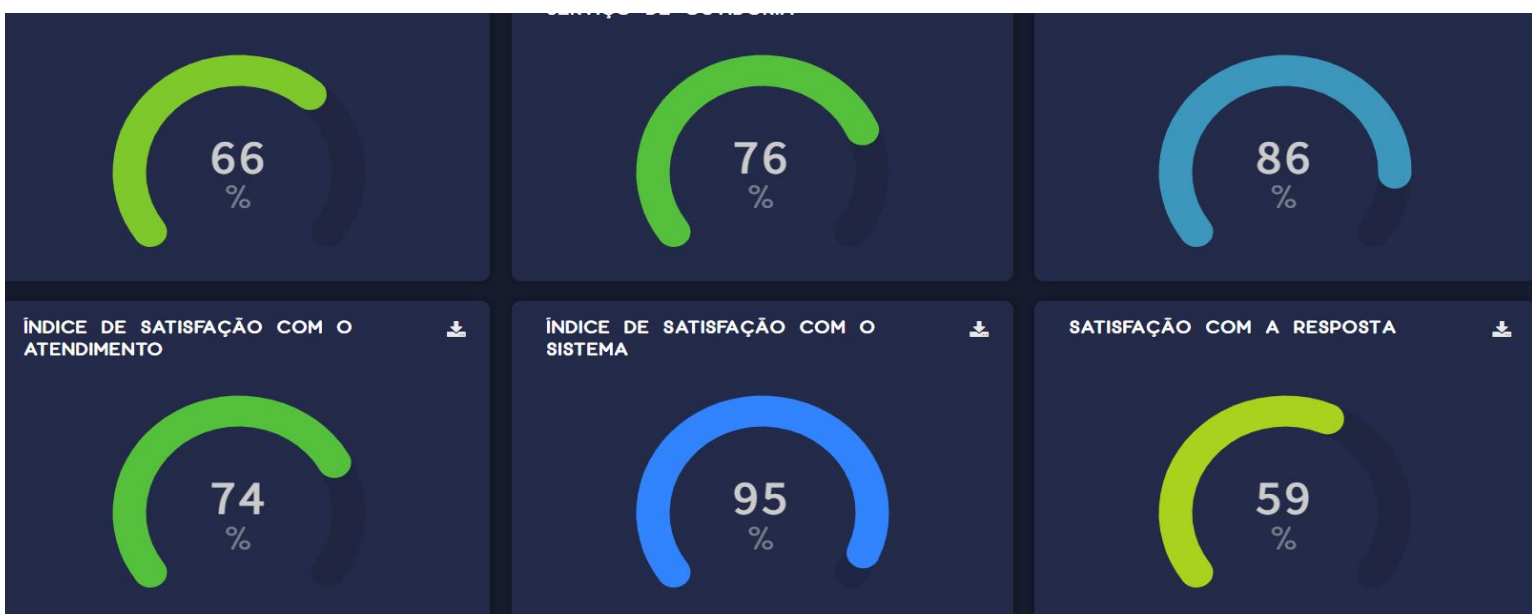 66
%
76
%
86
%
ÍNDICE DE SATISFAÇÃO COM O
ATENDIMENTO
ÍNDICE DE SATISFAÇÃO COM O
SISTEMA
SATISFAÇÃO COM A RESPOSTA
74
%
95
%
59
%